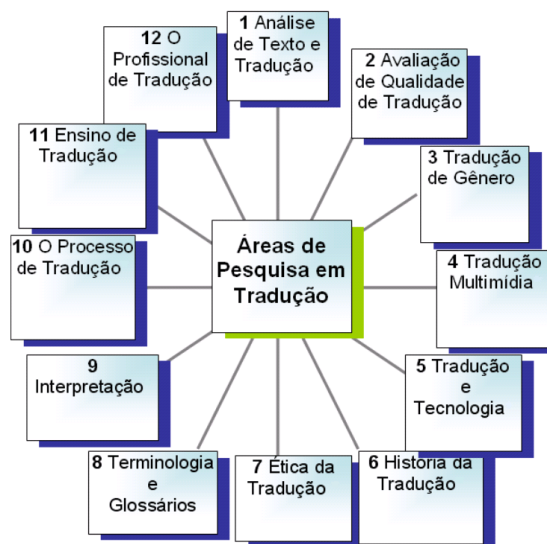 Áreas de
Pesquisa em
Tradução
1 Análise
de Texto e
Tradução
2 Avaliação
de Qualidade
de Tradução
3 Tradução
de Gênero
4 Tradução
Multimídia
5 Tradução
e
Tecnologia
6 História da
Tradução
7 Ética da
Tradução
8 Terminologia
e
Glossários
9
Interpretação
10 O Processo
de Tradução
11 Ensino de
Tradução
12 O
Profissional
de Tradução